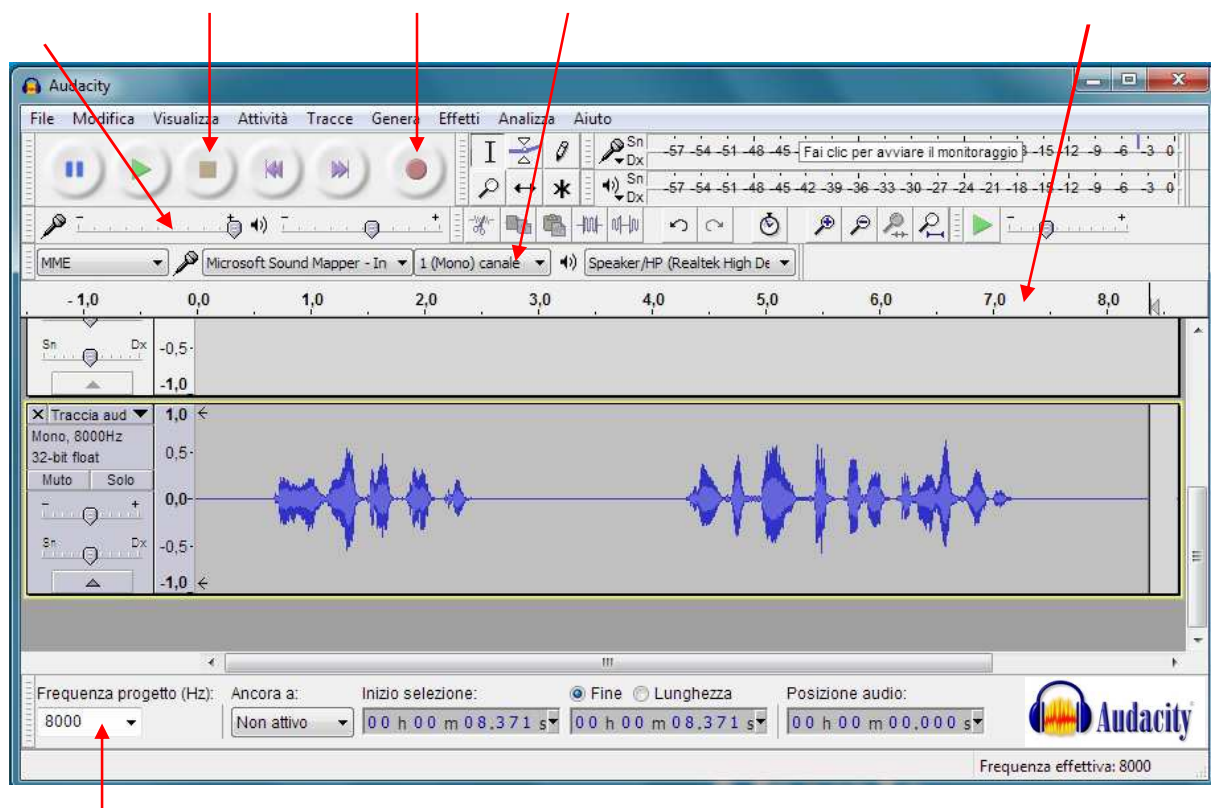 Audacity
File Modifica Visualizza Attività Tracce Genera Effetti Analizza Aiuto
Sn
Dx
-57 -54 -51 -48 -45 - Fai clic per avviare il monitoraggio -15 -12 -9 -6 -3 0
Sn
Dx
-57 -54 -51 -48 -45 -42 -39 -36 -33 -30 -27 -24 -21 -18 -15 -12 -9 -6 -3 0
- + - + - +
MME Microsoft Sound Mapper - In 1 (Mono) canale Speaker/HP (Realtek High De
- 1,0 0,0 1,0 2,0 3,0 4,0 5,0 6,0 7,0 8,0
Sn Dx -0,5
-1,0
X Traccia aud 1,0
Mono, 8000Hz
32-bit float 0,5
Muto Solo
- + 0,0
Sn Dx -0,5
-1,0
Frequenza progetto (Hz): Ancora a: Inizio selezione: Fine Lunghezza Posizione audio:
8000 Non attivo 00 h 00 m 08.371 s 00 h 00 m 08.371 s 00 h 00 m 00.000 s
Audacity
Frequenza effettiva: 8000